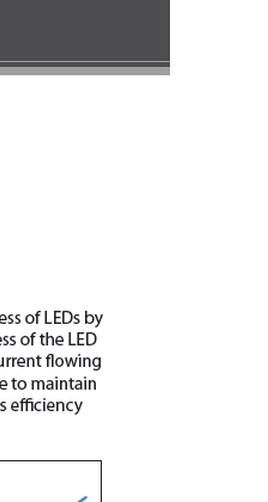 ess of LEDs by
ess of the LED
urrent flowing
e to maintain
s efficiency